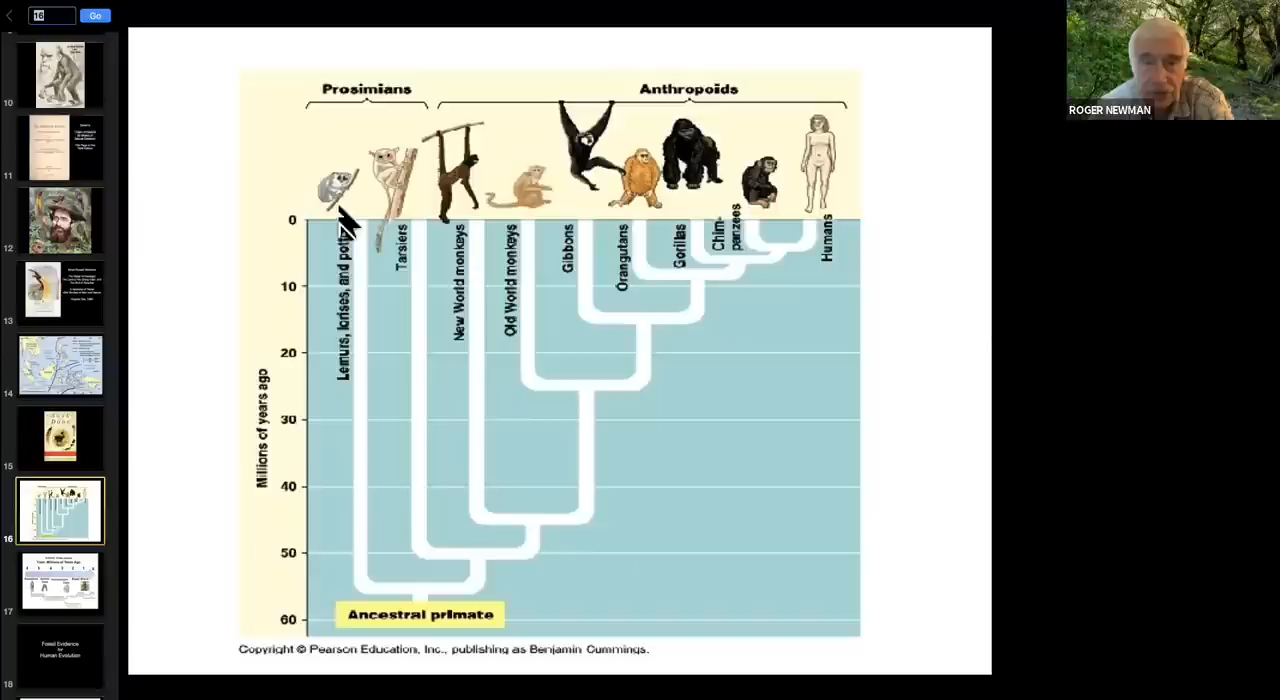 16
Go
ROGER NEWMAN
10
11
12
13
14
15
16
17
18
Fossil Evidence
for
Human Evolution
Prosimians
Anthropoids
0
10
20
30
40
50
60
Millions of years ago
Lemurs, lorises, and
Tarsiers
New World monkeys
Old World monkeys
Gibbons
Orangutans
Gorillas
Chim-
panzees
Humans
Ancestral primate
Copyright © Pearson Education, Inc., publishing as Benjamin Cummings.